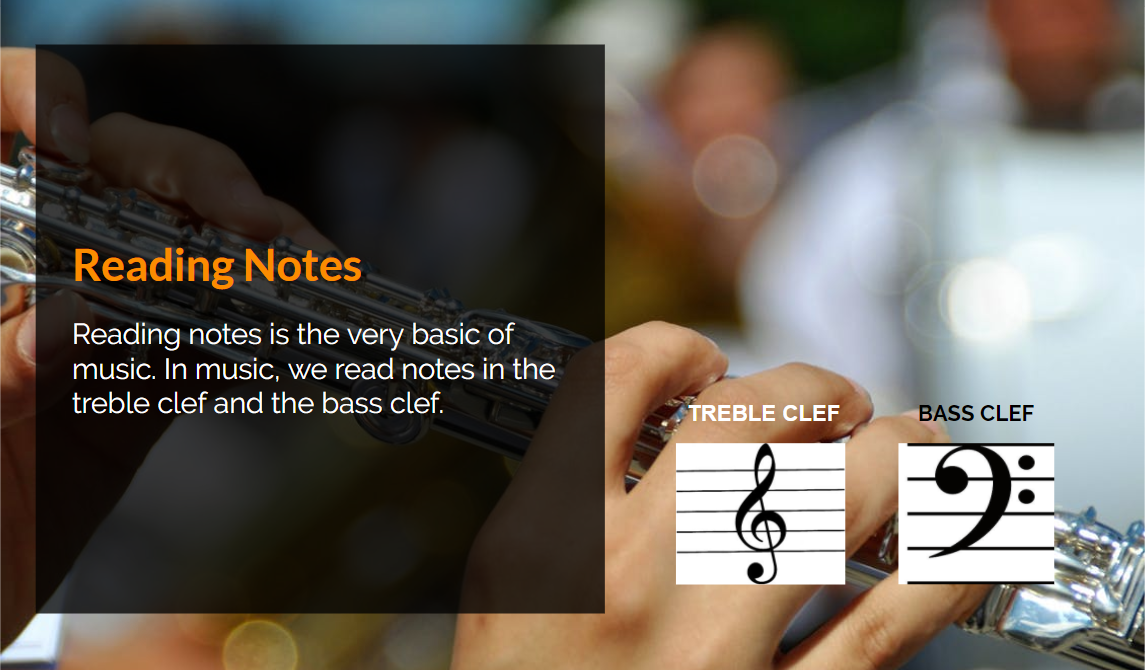 Reading Notes
Reading notes is the very basic of
music. In music, we read notes in the
treble clef and the bass clef.
TREBLE CLEF
BASS CLEF